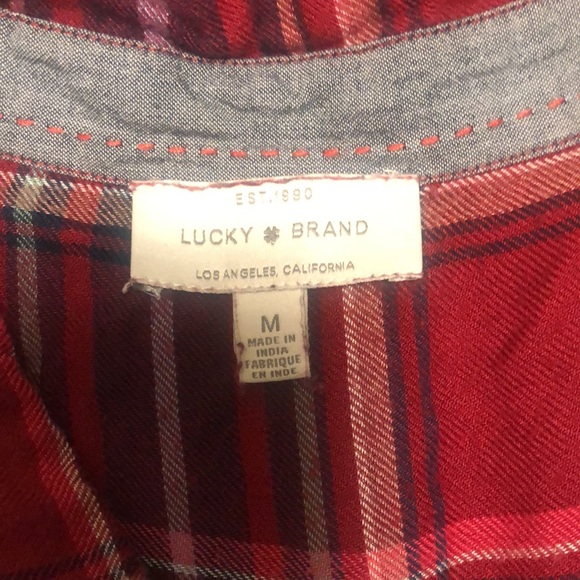 EST. 1990
LUCKY BRAND
LOS ANGELES, CALIFORNIA
M
MADE IN
INDIA
FABRIQUE
EN INDE